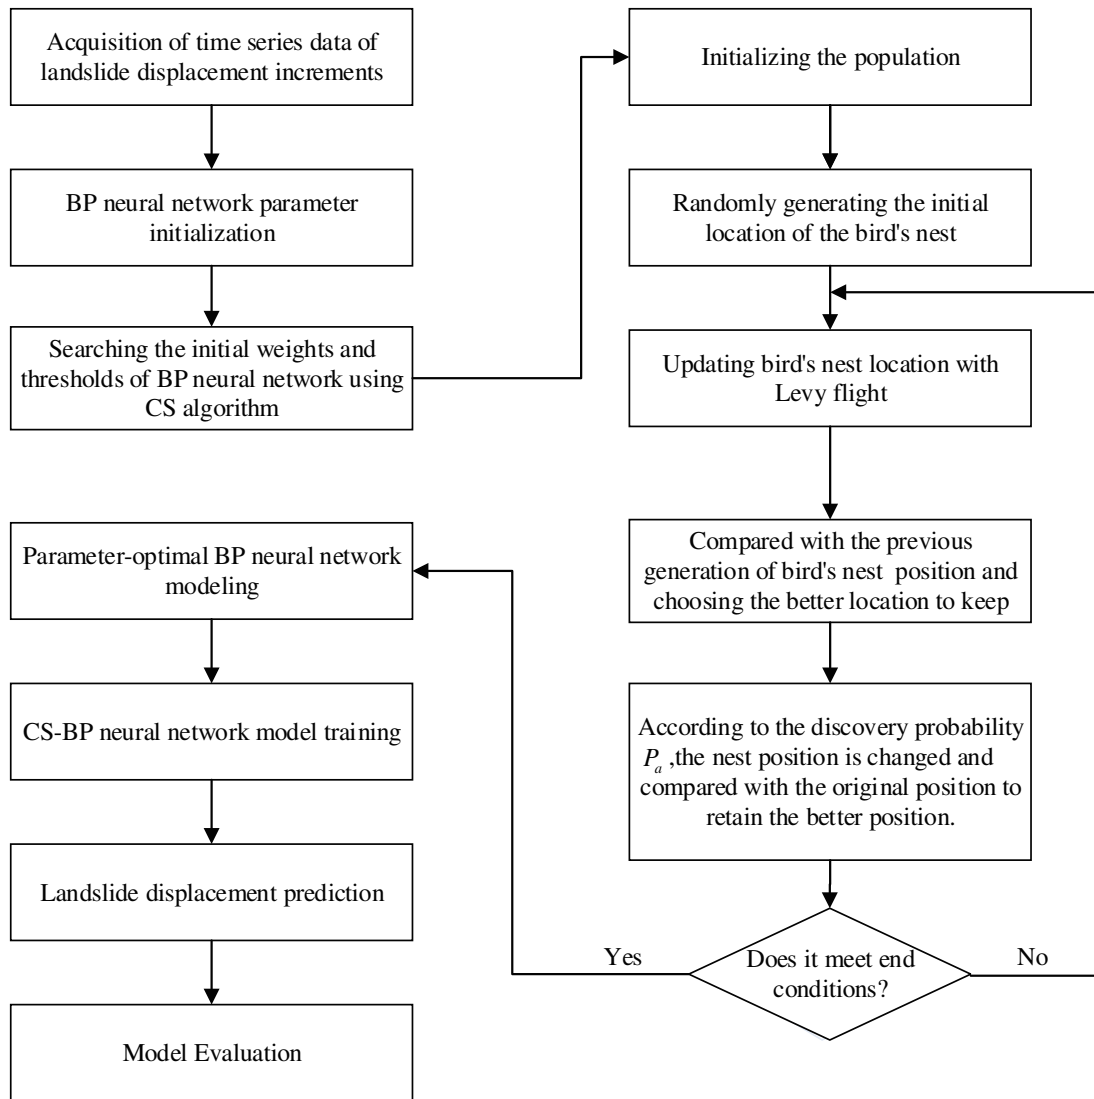 Acquisition of time series data of
landslide displacement increments
BP neural network parameter
initialization
Searching the initial weights and
thresholds of BP neural network using
CS algorithm
Initializing the population
Randomly generating the initial
location of the bird's nest
Updating bird's nest location with
Levy flight
Compared with the previous
generation of bird's nest position and
choosing the better location to keep
According to the discovery probability
P_a ,the nest position is changed and
compared with the original position to
retain the better position.
Does it meet end
conditions?
Yes
No
Parameter-optimal BP neural network
modeling
CS-BP neural network model training
Landslide displacement prediction
Model Evaluation